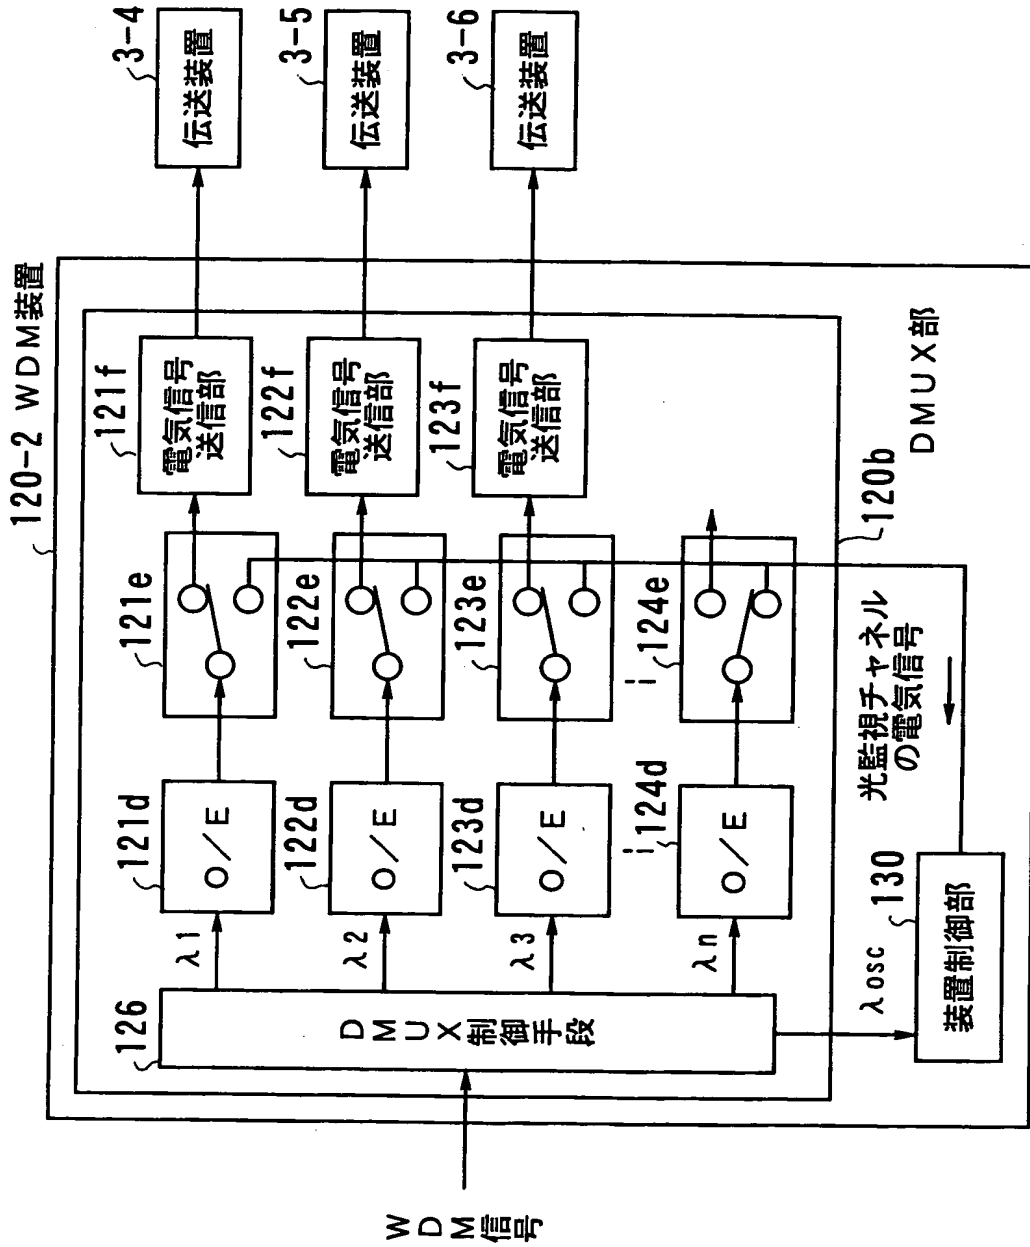 120-2 WDM装置
WDM信号
126
DMUX制御手段
λ1
121d
O/E
121e
121f
電気信号
送信部
3-4
伝送装置
λ2
122d
O/E
122e
122f
電気信号
送信部
3-5
伝送装置
λ3
123d
O/E
123e
123f
電気信号
送信部
3-6
伝送装置
λn
124d
O/E
124e
120b
DMUX部
λosc
130
装置制御部
光監視チャネル
の電気信号